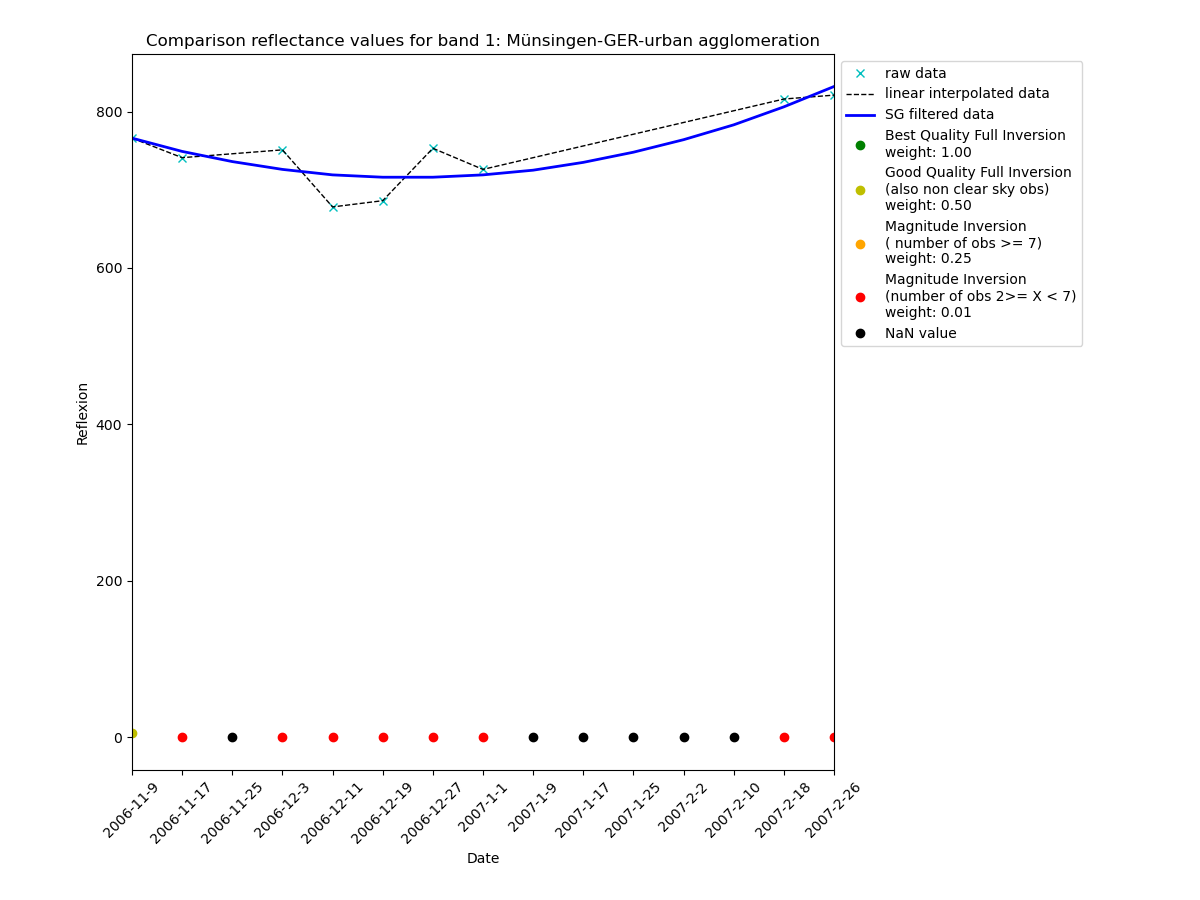 Comparison reflectance values for band 1: Münsingen-GER-urban agglomeration
raw data
linear interpolated data
SG filtered data
Best Quality Full Inversion
weight: 1.00
Good Quality Full Inversion
(also non clear sky obs)
weight: 0.50
Magnitude Inversion
( number of obs >= 7)
weight: 0.25
Magnitude Inversion
(number of obs 2>= X < 7)
weight: 0.01
NaN value
Reflexion
800
600
400
200
0
2006-11-9
2006-11-17
2006-11-25
2006-12-3
2006-12-11
2006-12-19
2006-12-27
2007-1-1
2007-1-9
2007-1-17
2007-1-25
2007-2-2
2007-2-10
2007-2-18
2007-2-26
Date